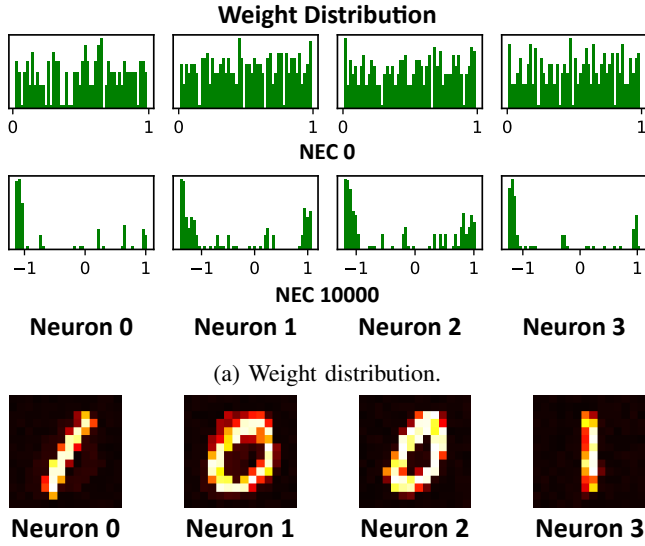 Weight Distribution
0 1 0 1 0 1 0 1
NEC 0
−1 0 1 −1 0 1 −1 0 1 −1 0 1
NEC 10000
Neuron 0 Neuron 1 Neuron 2 Neuron 3
(a) Weight distribution.
Neuron 0 Neuron 1 Neuron 2 Neuron 3